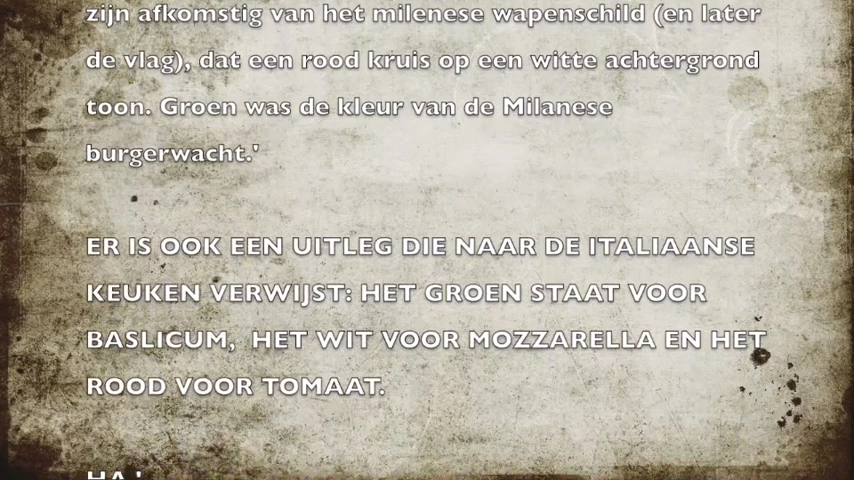 zijn afkomstig van het milenese wapenschild (en later
de vlag), dat een rood kruis op een witte achtergrond
toon. Groen was de kleur van de Milanese
burgerwacht.'
ER IS OOK EEN UITLEG DIE NAAR DE ITALIAANSE
KEUKEN VERWIJST: HET GROEN STAAT VOOR
BASLICUM, HET WIT VOOR MOZZARELLA EN HET
ROOD VOOR TOMAAT.